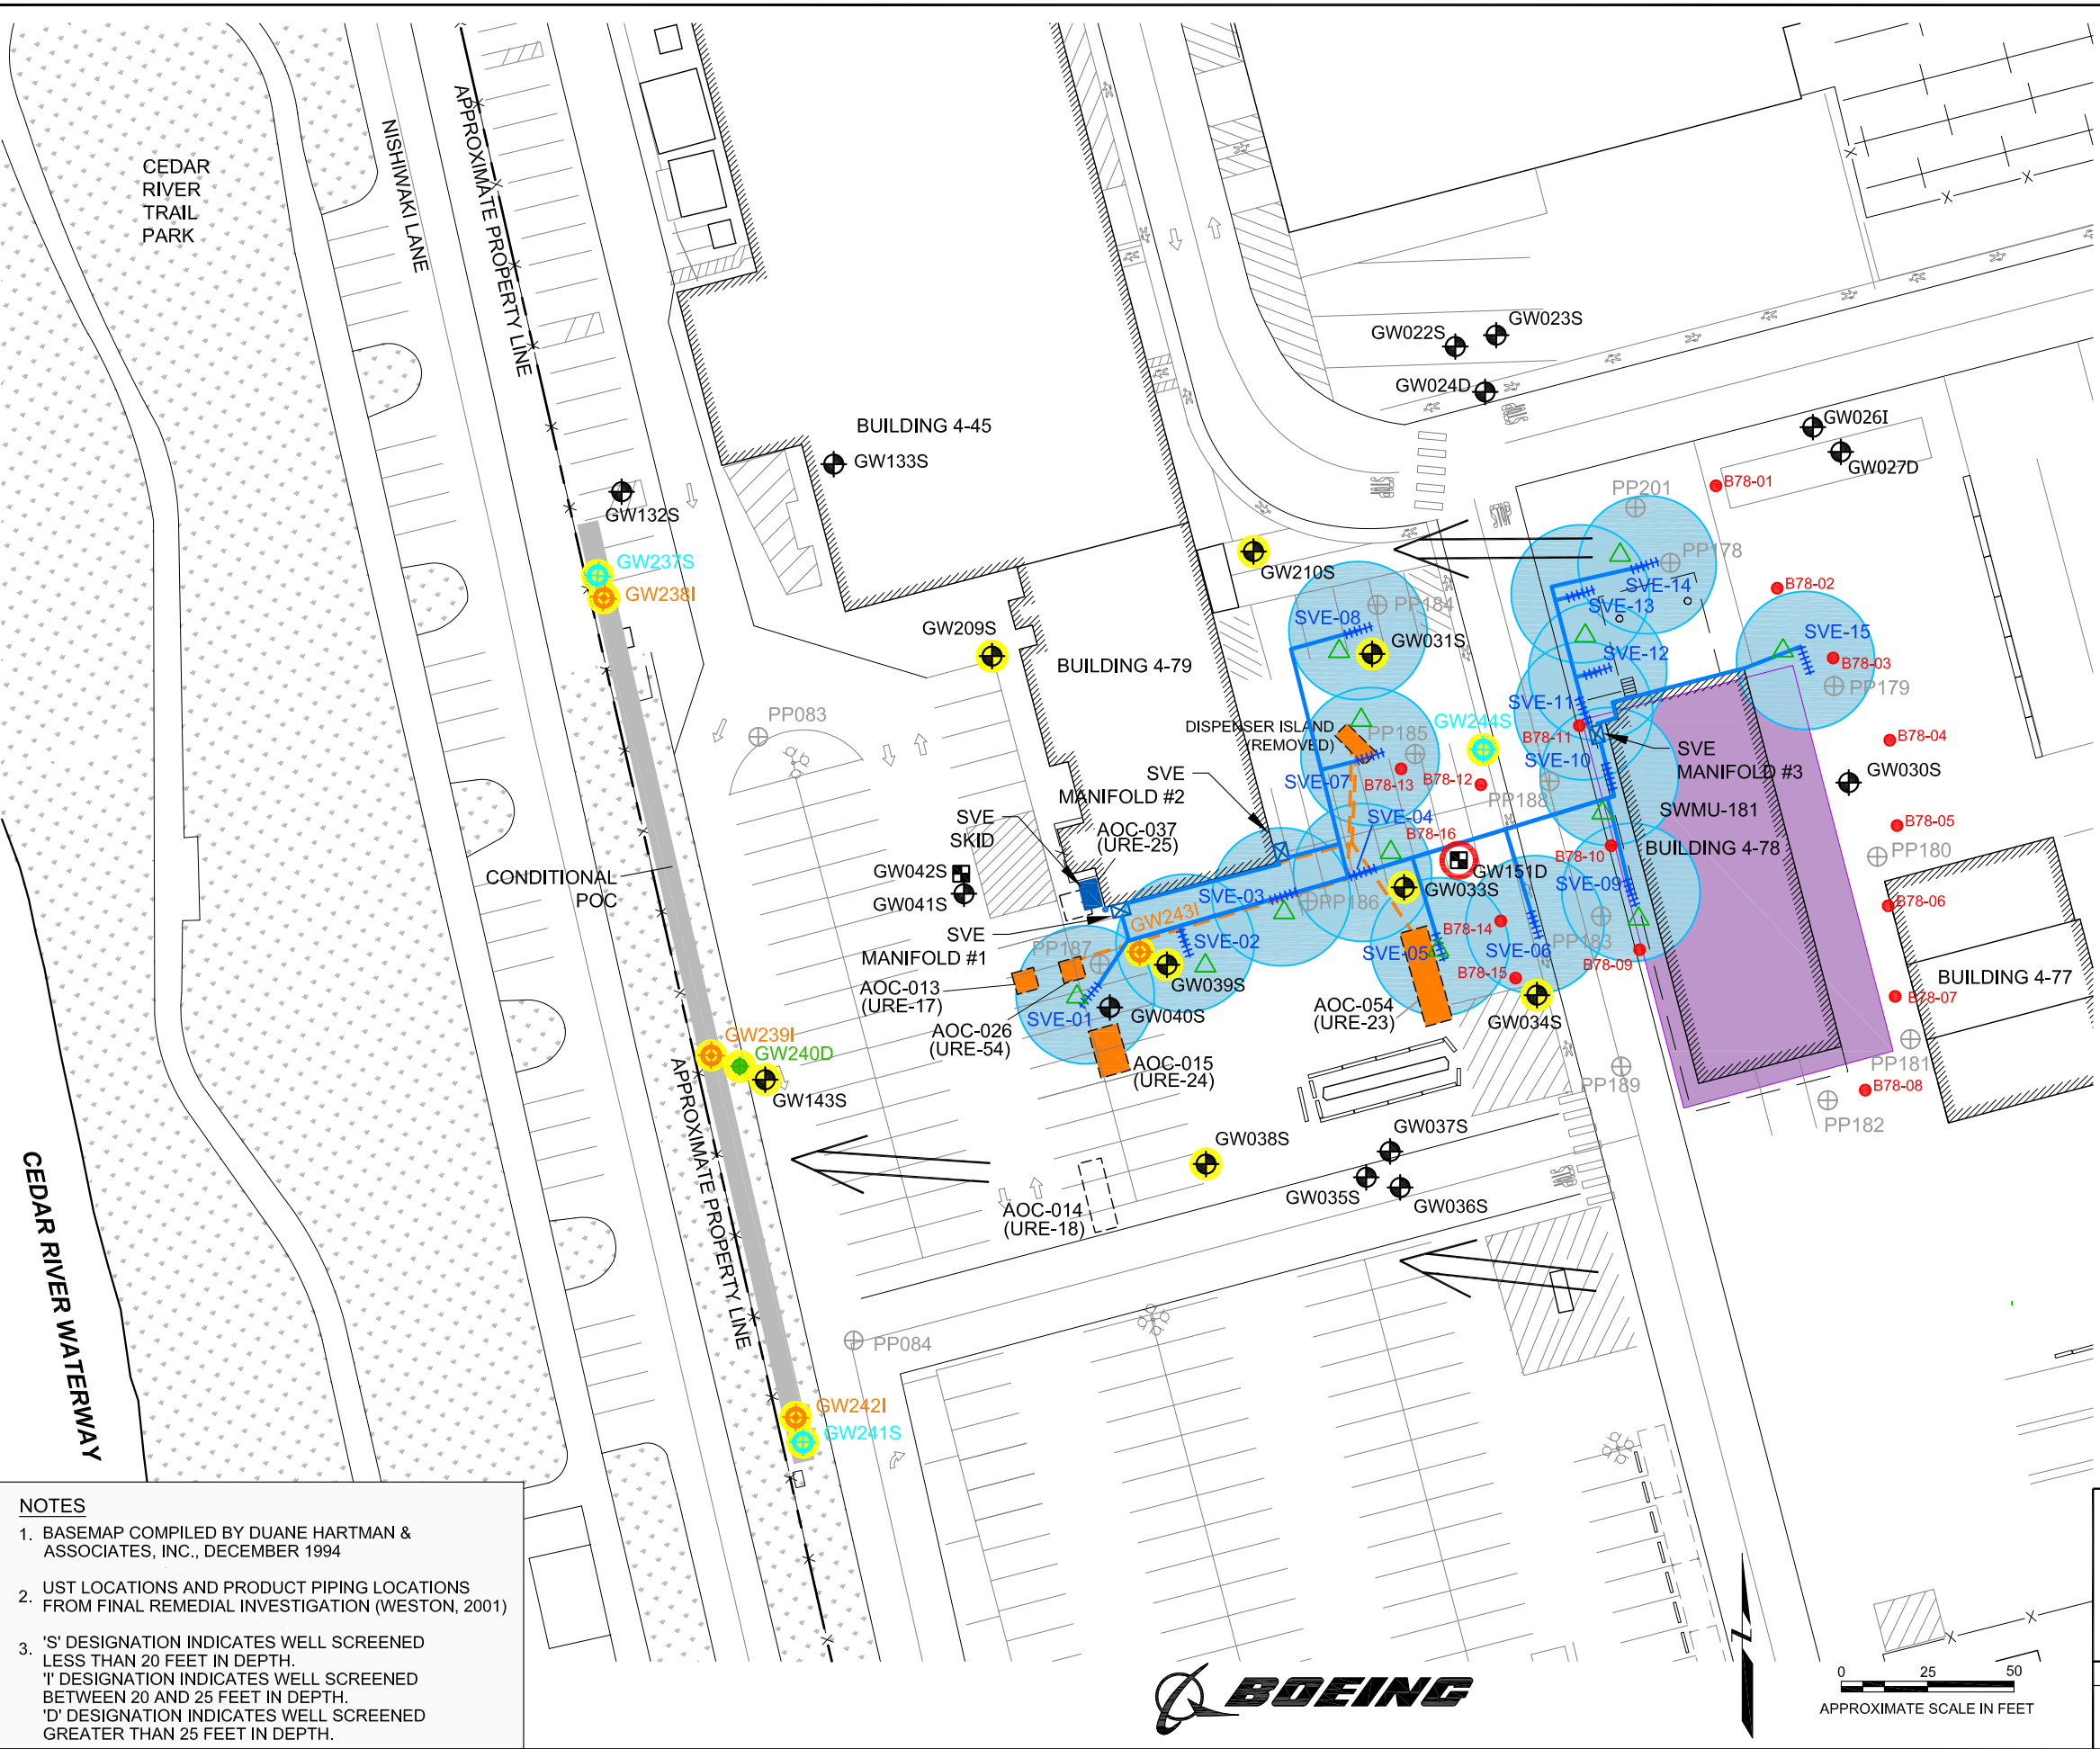 CEDAR
RIVER
TRAIL
PARK
NISHIWAKI LANE
APPROXIMATE PROPERTY LINE
BUILDING 4-45
GW133S
GW132S
GW237S
GW238I
GW022S
GW023S
GW024D
GW026I
GW027D
B78-01
PP201
PP178
B78-02
GW210S
GW209S
BUILDING 4-79
SVE-08
PP184
GW031S
SVE-14
SVE-13
SVE-12
SVE-15
B78-03
PP179
SVE-11
B78-11
B78-04
GW030S
PP083
DISPENSER ISLAND
(REMOVED)
PP185
GW244S
SVE-10
SVE
MANIFOLD #3
SVE
MANIFOLD #2
SVE-07
B78-13
B78-12
PP188
SWMU-181
SVE
SKID
AOC-037
(URE-25)
SVE-04
B78-16
B78-05
B78-10
BUILDING 4-78
PP180
CONDITIONAL
POC
GW042S
GW041S
GW151D
GW033S
SVE-03
PP186
SVE-09
B78-06
SVE
MANIFOLD #1
GW243I
SVE-02
PP187
B78-14
SVE-05
SVE-06
PP183
B78-09
B78-15
BUILDING 4-77
AOC-013
(URE-17)
GW039S
B78-07
SVE-01
GW040S
AOC-026
(URE-54)
AOC-054
(URE-23)
GW034S
GW239I
GW240D
GW143S
AOC-015
(URE-24)
PP189
PP181
B78-08
PP182
APPROXIMATE PROPERTY LINE
GW038S
GW037S
GW035S
GW036S
AOC-014
(URE-18)
CEDAR RIVER WATERWAY
PP084
GW242I
GW241S
STOP
STOP
STOP
STOP
NOTES
1. BASEMAP COMPILED BY DUANE HARTMAN &
ASSOCIATES, INC., DECEMBER 1994
2. UST LOCATIONS AND PRODUCT PIPING LOCATIONS
FROM FINAL REMEDIAL INVESTIGATION (WESTON, 2001)
3. 'S' DESIGNATION INDICATES WELL SCREENED
LESS THAN 20 FEET IN DEPTH.
'I' DESIGNATION INDICATES WELL SCREENED
BETWEEN 20 AND 25 FEET IN DEPTH.
'D' DESIGNATION INDICATES WELL SCREENED
GREATER THAN 25 FEET IN DEPTH.
BOEING
Z
0 25 50
APPROXIMATE SCALE IN FEET